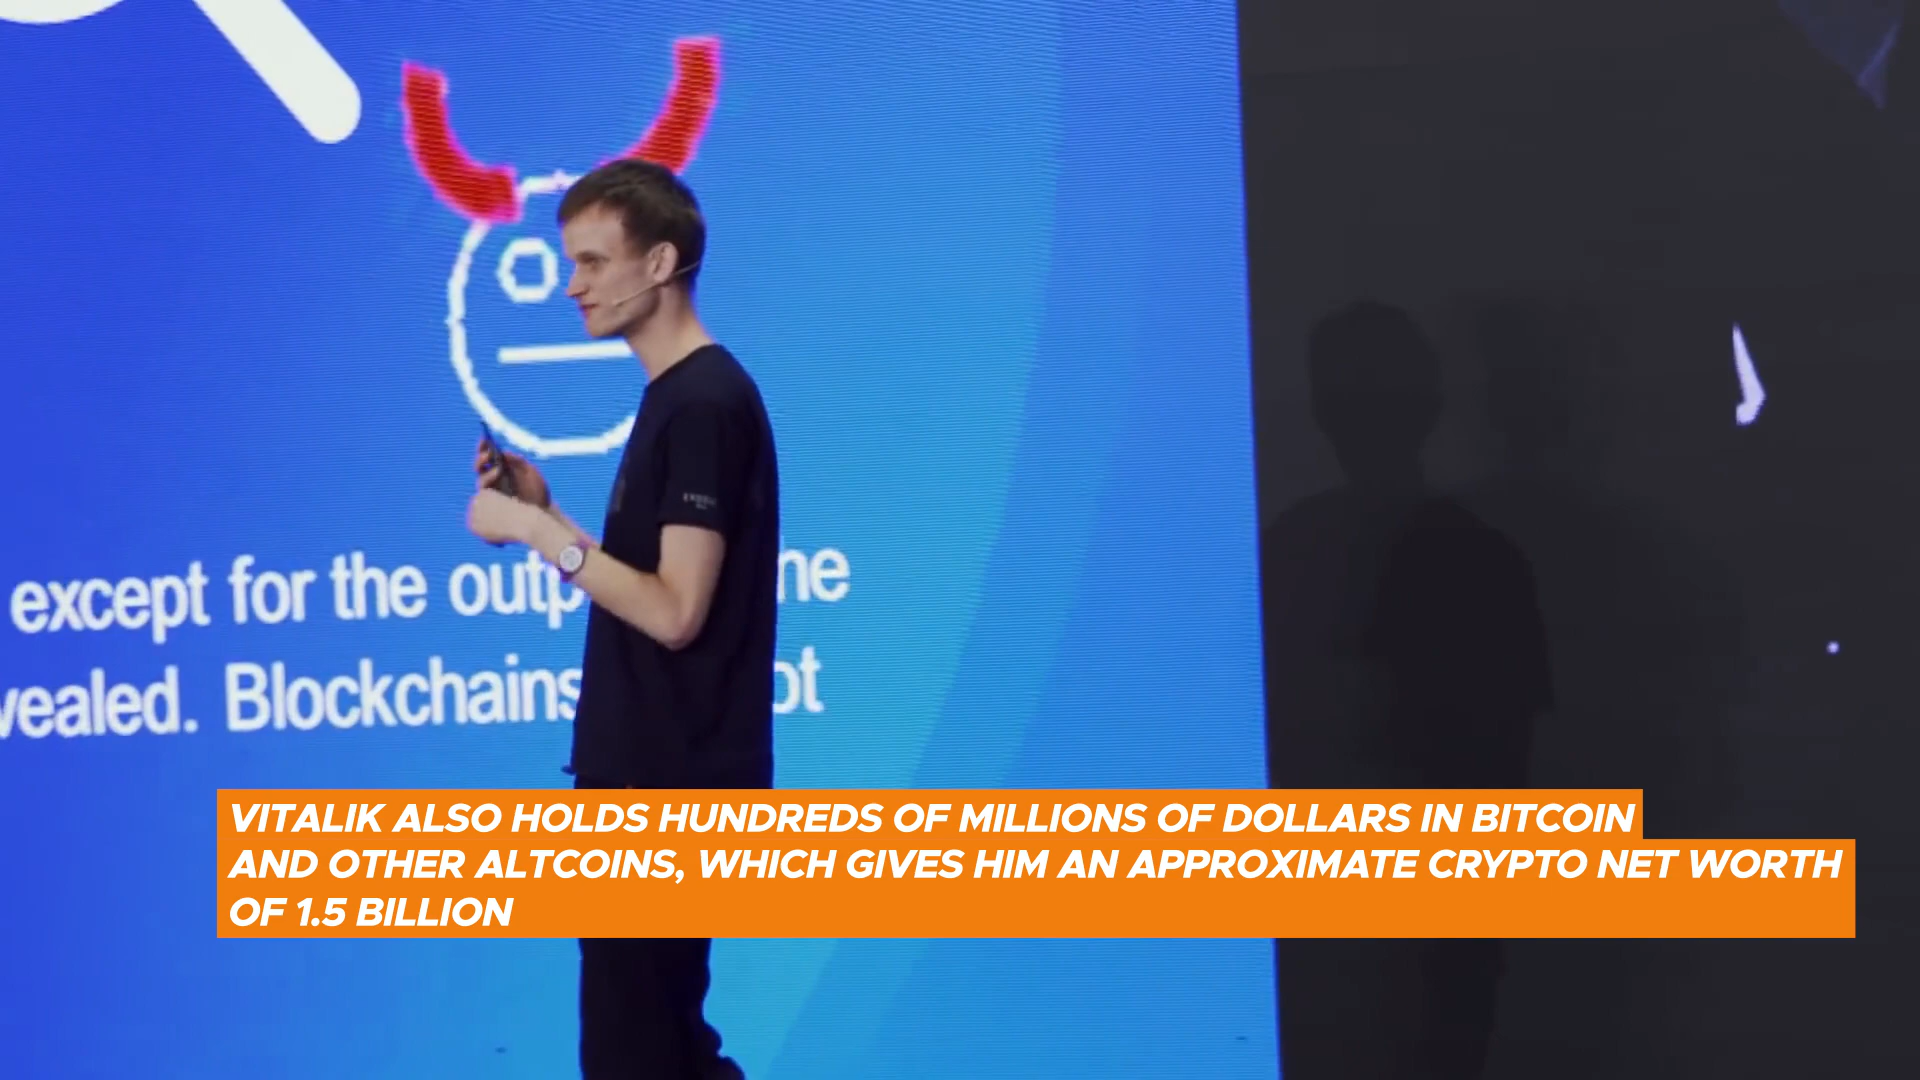 except for the outp he
vealed. Blockchains ot
VITALIK ALSO HOLDS HUNDREDS OF MILLIONS OF DOLLARS IN BITCOIN
AND OTHER ALTCOINS, WHICH GIVES HIM AN APPROXIMATE CRYPTO NET WORTH
OF 1.5 BILLION